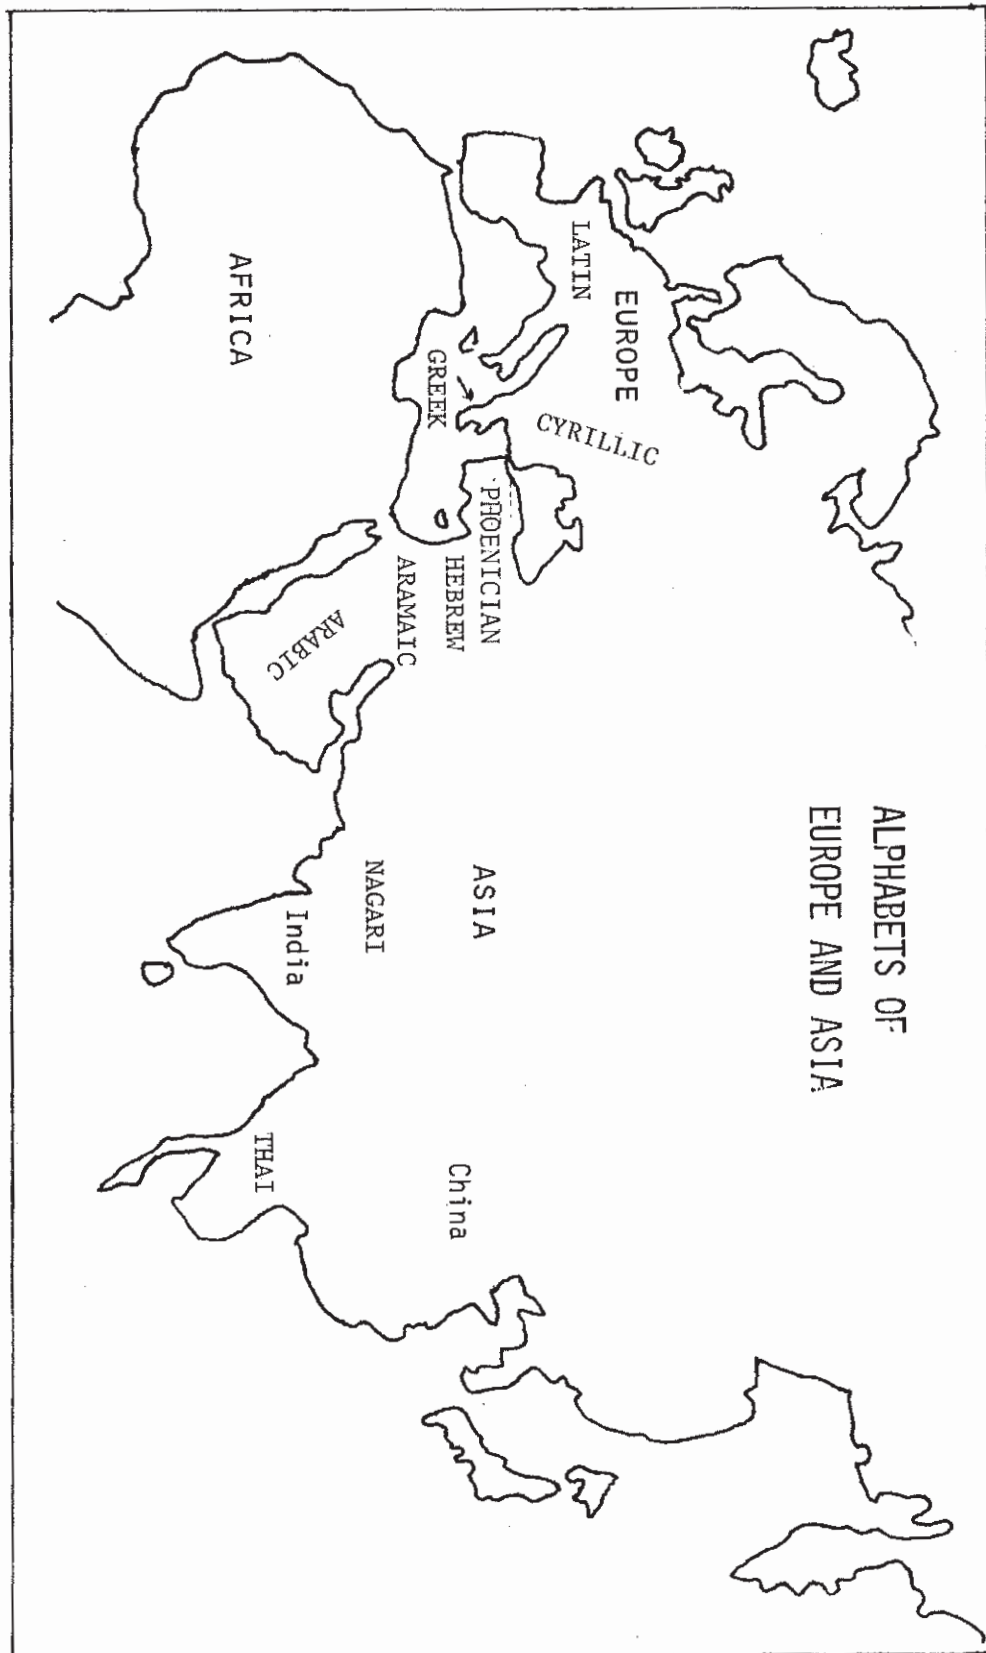 ALPHABETS OF
EUROPE AND ASIA
EUROPE
LATIN
CYRILLIC
GREEK
PHOENICIAN
HEBREW
ARAMAIC
ARABIC
AFRICA
ASIA
NAGARI
India
China
THAI